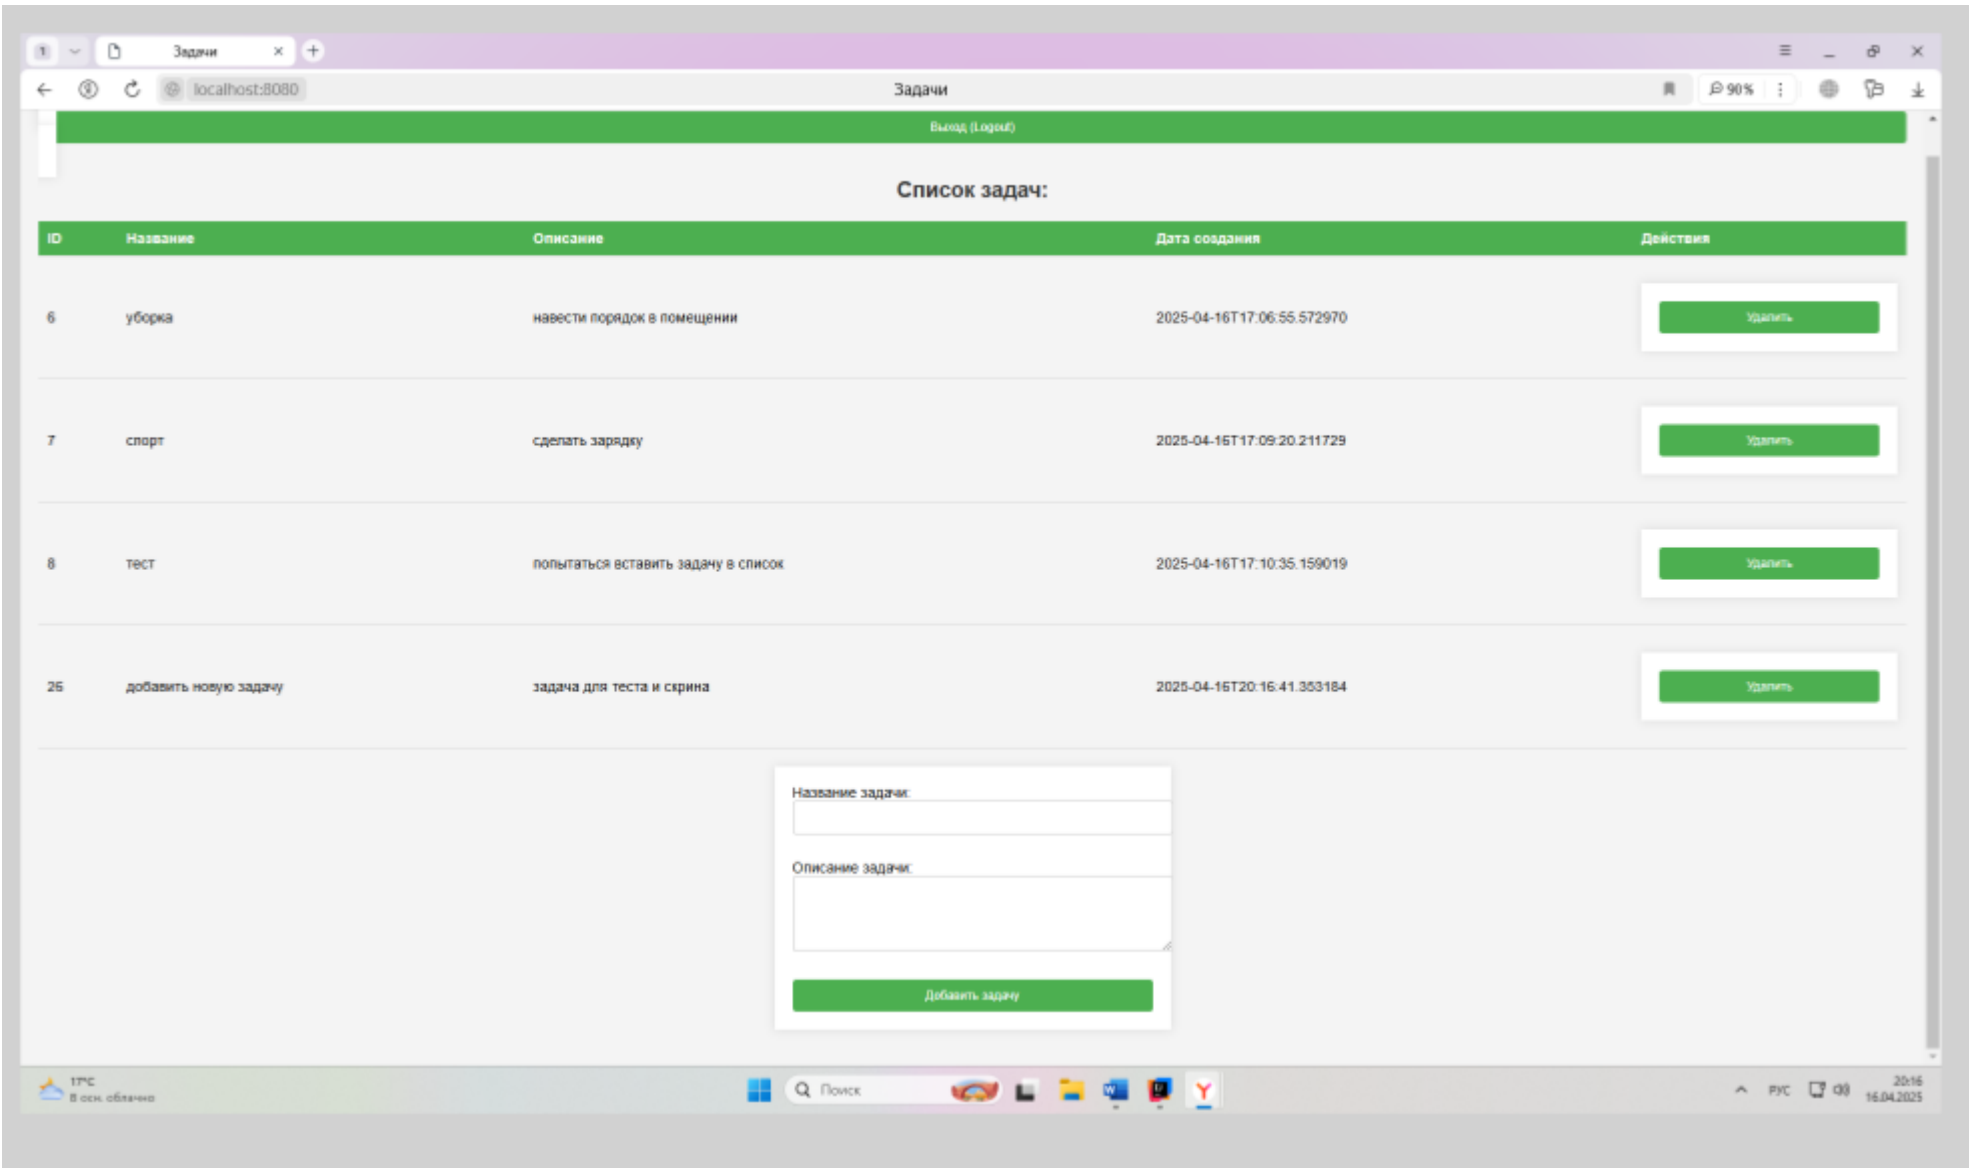 1 Задачи
localhost:8080 Задачи 90%
Выход (Logout)
Список задач:
ID Название Описание Дата создания Действия
6 уборка навести порядок в помещении 2025-04-16T17:06:55.572970 Удалить
7 спорт сделать зарядку 2025-04-16T17:09:20.211729 Удалить
8 тест попытаться вставить задачу в список 2025-04-16T17:10:35.159019 Удалить
26 добавить новую задачу задача для теста и скрина 2025-04-16T20:16:41.353184 Удалить
Название задачи:
Описание задачи:
Добавить задачу
17°C
В осн. облачно
Поиск
РУС
20:16
16.04.2025